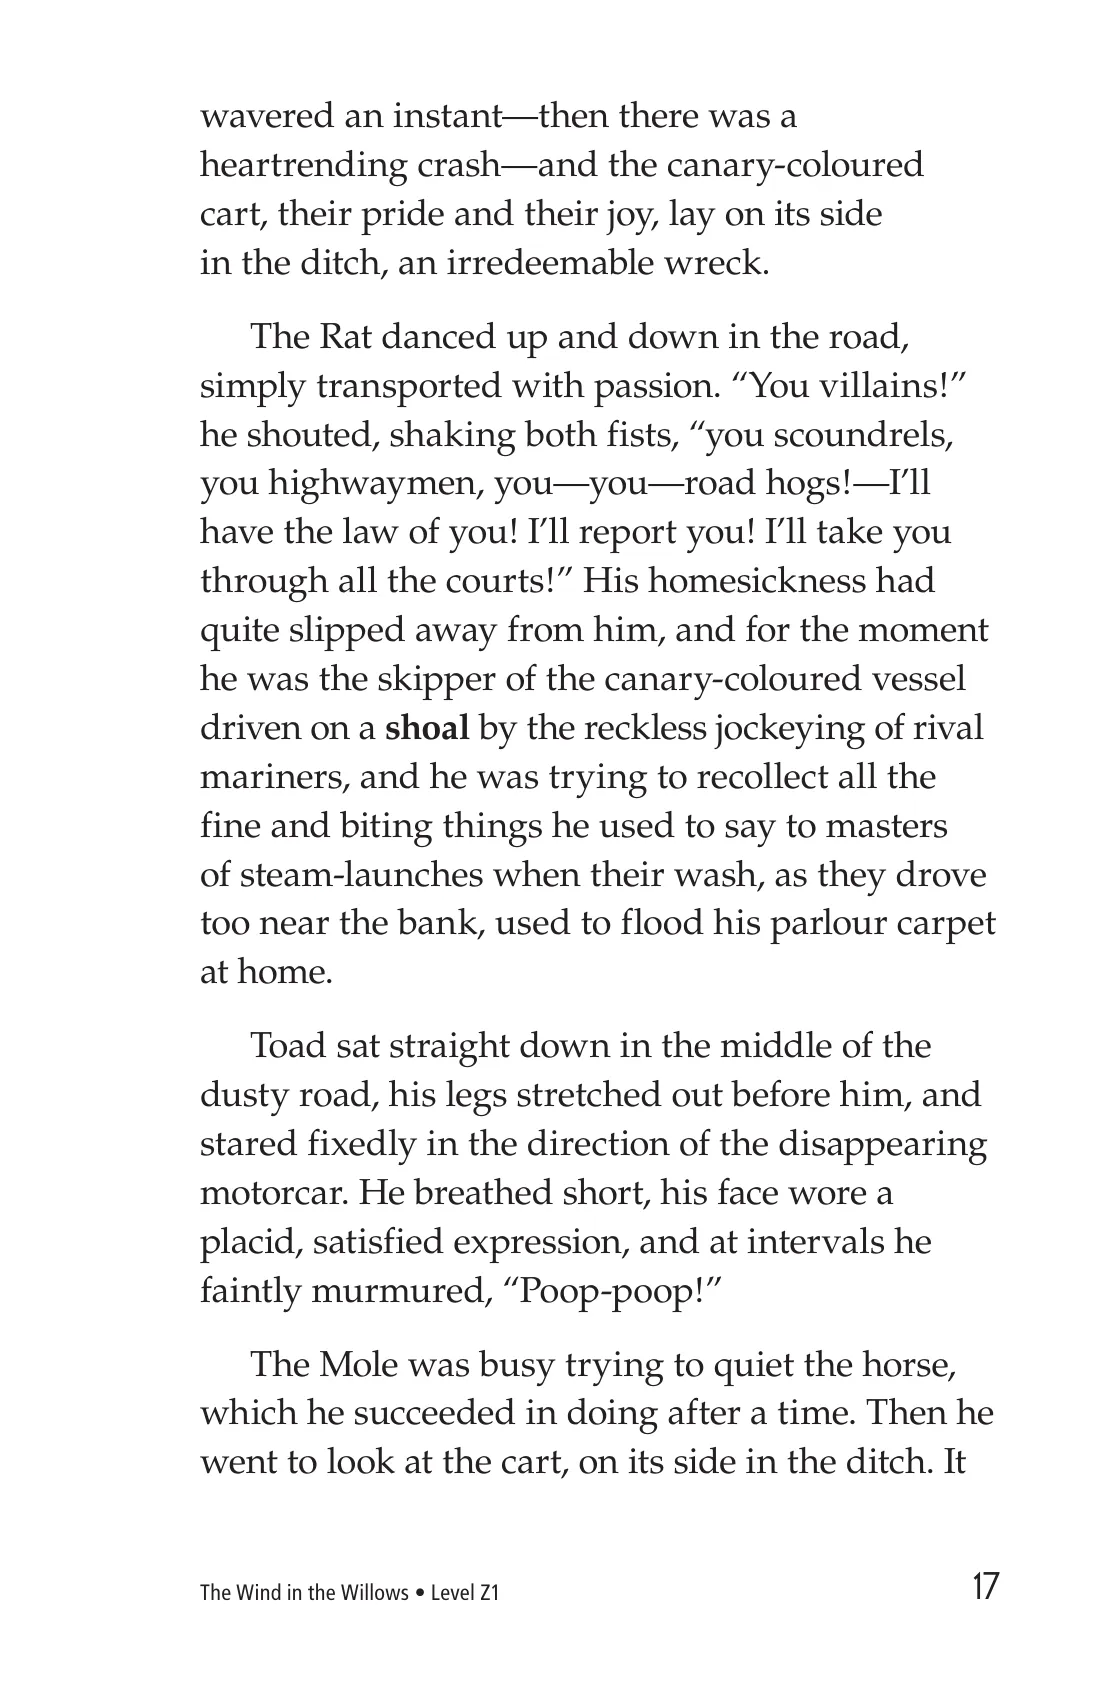 wavered an instant—then there was a
heartrending crash—and the canary-coloured
cart, their pride and their joy, lay on its side
in the ditch, an irredeemable wreck.
The Rat danced up and down in the road,
simply transported with passion. “You villains!”
he shouted, shaking both fists, “you scoundrels,
you highwaymen, you—you—road hogs!—I’ll
have the law of you! I’ll report you! I’ll take you
through all the courts!” His homesickness had
quite slipped away from him, and for the moment
he was the skipper of the canary-coloured vessel
driven on a shoal by the reckless jockeying of rival
mariners, and he was trying to recollect all the
fine and biting things he used to say to masters
of steam-launches when their wash, as they drove
too near the bank, used to flood his parlour carpet
at home.
Toad sat straight down in the middle of the
dusty road, his legs stretched out before him, and
stared fixedly in the direction of the disappearing
motorcar. He breathed short, his face wore a
placid, satisfied expression, and at intervals he
faintly murmured, “Poop-poop!”
The Mole was busy trying to quiet the horse,
which he succeeded in doing after a time. Then he
went to look at the cart, on its side in the ditch. It
The Wind in the Willows • Level Z1
17